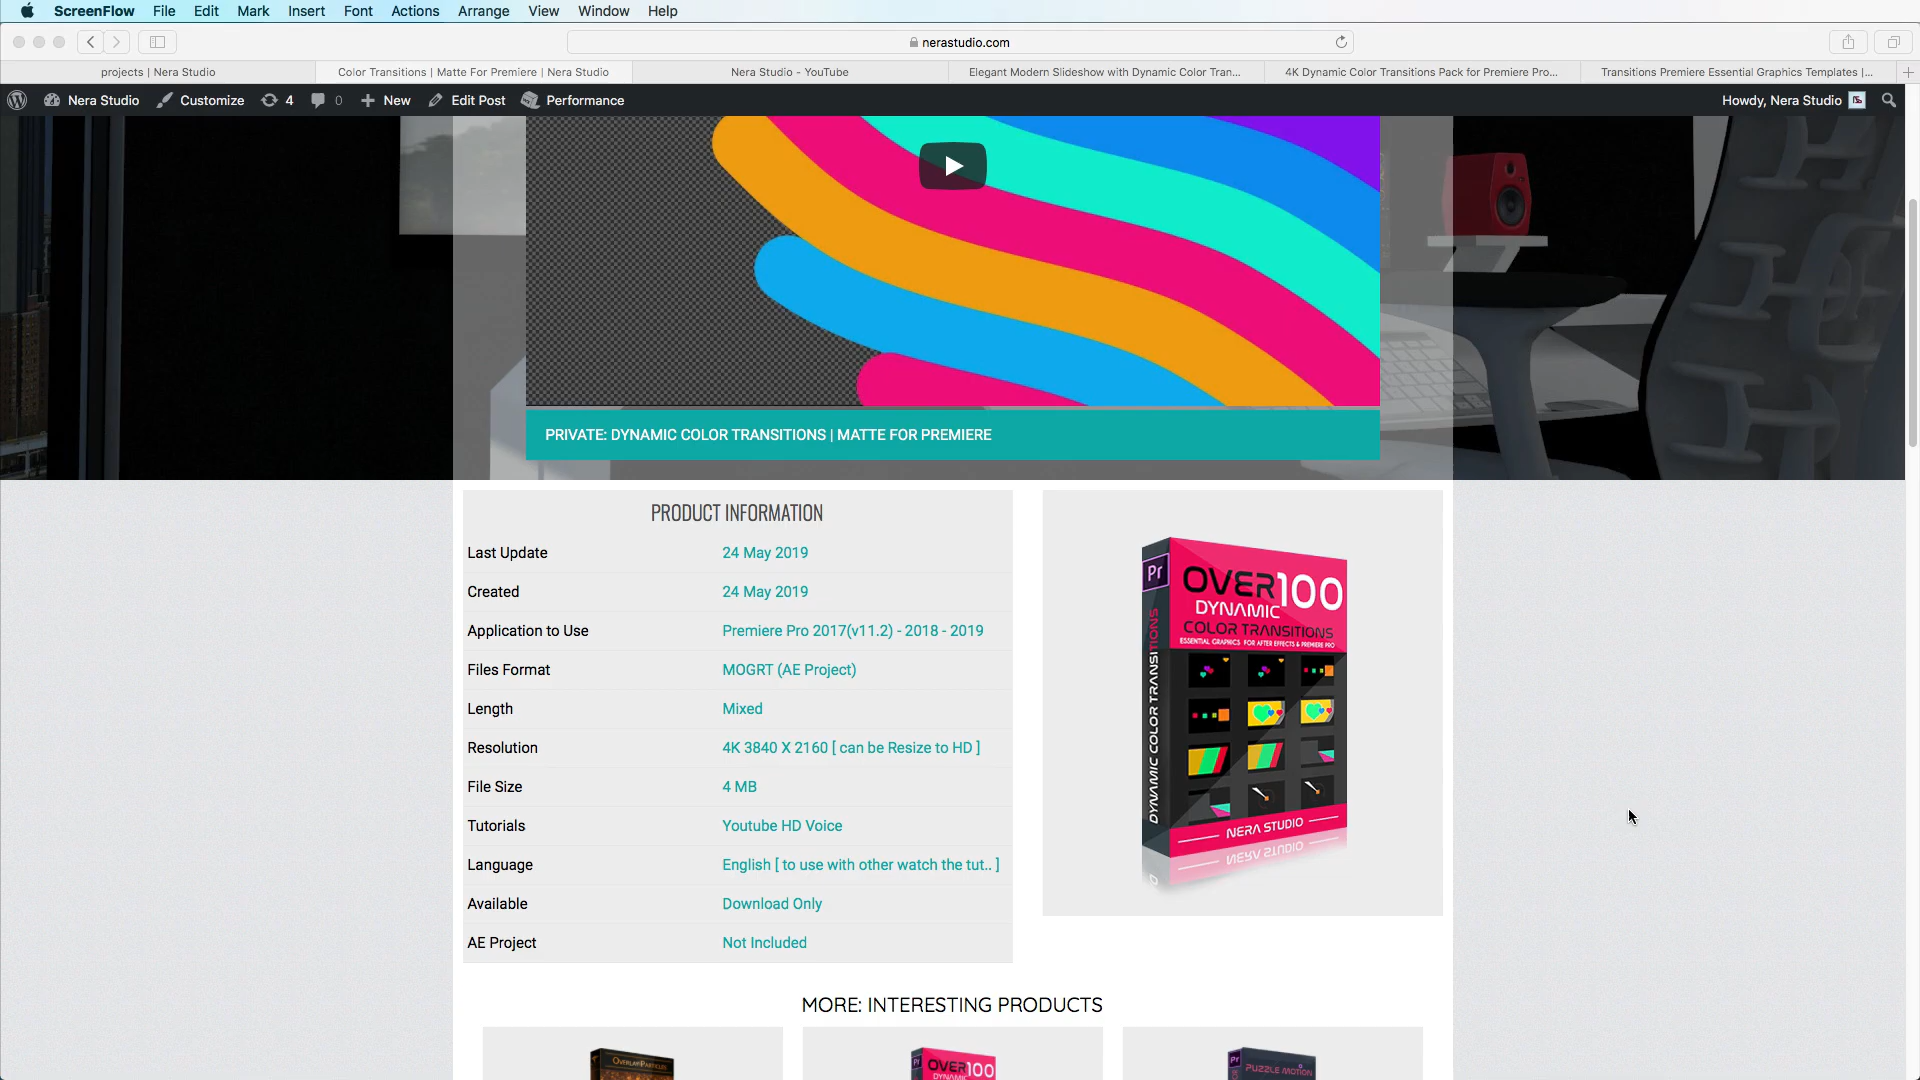 ScreenFlow File Edit Mark Insert Font Actions Arrange View Window Help
nerastudio.com
projects | Nera Studio
Color Transitions | Matte For Premiere | Nera Studio
Nera Studio - YouTube
Elegant Modern Slideshow with Dynamic Color Tran...
4K Dynamic Color Transitions Pack for Premiere Pro...
Transitions Premiere Essential Graphics Templates |...
Nera Studio Customize 4 0 New Edit Post Performance Howdy, Nera Studio
PRIVATE: DYNAMIC COLOR TRANSITIONS | MATTE FOR PREMIERE
PRODUCT INFORMATION
Last Update 24 May 2019
Created 24 May 2019
Application to Use Premiere Pro 2017(v11.2) - 2018 - 2019
Files Format MOGRT (AE Project)
Length Mixed
Resolution 4K 3840 X 2160 [ can be Resize to HD ]
File Size 4 MB
Tutorials Youtube HD Voice
Language English [ to use with other watch the tut.. ]
Available Download Only
AE Project Not Included
Pr
OVER 100
DYNAMIC
COLOR TRANSITIONS
ESSENTIAL GRAPHICS FOR AFTER EFFECTS & PREMIERE PRO
DYNAMIC COLOR TRANSITIONS
NERA STUDIO
MORE: INTERESTING PRODUCTS
OVERLAY PARTICLES
Pr
OVER100
DYNAMIC
Pr
PUZZLE MOTION